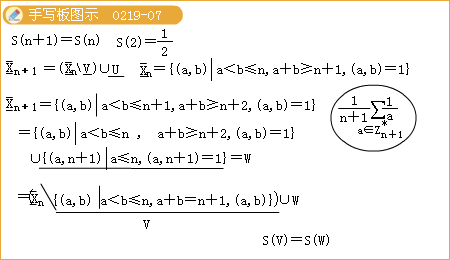 手写板图示 0219-07
S(n+1)=S(n) S(2)=1/2
X̄ₙ₊₁=(X̄ₙ\V)∪U X̄ₙ={(a,b)|a<b≤n,a+b≥n+1,(a,b)=1}
X̄ₙ₊₁={(a,b)|a<b≤n+1,a+b≥n+2,(a,b)=1}
1/(n+1) ∑ 1/a
a∈Z*ₙ₊₁
={(a,b)|a<b≤n , a+b≥n+2,(a,b)=1}
∪{(a,n+1)|a≤n,(a,n+1)=1}=W
=(X̄ₙ\{(a,b)|a<b≤n,a+b=n+1,(a,b)})∪W
V
S(V)=S(W)